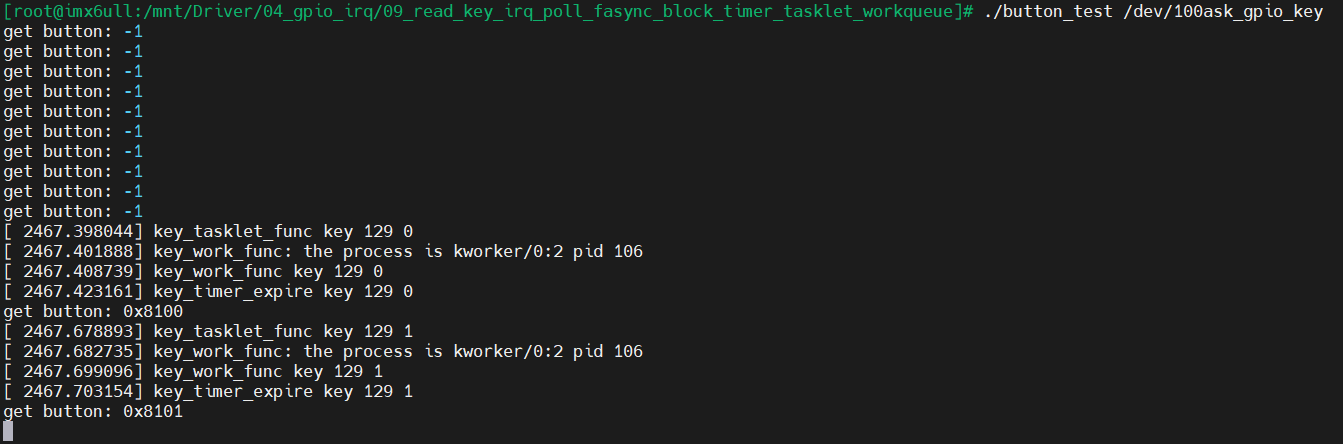 [root@imx6ull:/mnt/Driver/04_gpio_irq/09_read_key_irq_poll_fasync_block_timer_tasklet_workqueue]# ./button_test /dev/100ask_gpio_key
get button: -1
get button: -1
get button: -1
get button: -1
get button: -1
get button: -1
get button: -1
get button: -1
get button: -1
get button: -1
[ 2467.398044] key_tasklet_func key 129 0
[ 2467.401888] key_work_func: the process is kworker/0:2 pid 106
[ 2467.408739] key_work_func key 129 0
[ 2467.423161] key_timer_expire key 129 0
get button: 0x8100
[ 2467.678893] key_tasklet_func key 129 1
[ 2467.682735] key_work_func: the process is kworker/0:2 pid 106
[ 2467.699096] key_work_func key 129 1
[ 2467.703154] key_timer_expire key 129 1
get button: 0x8101